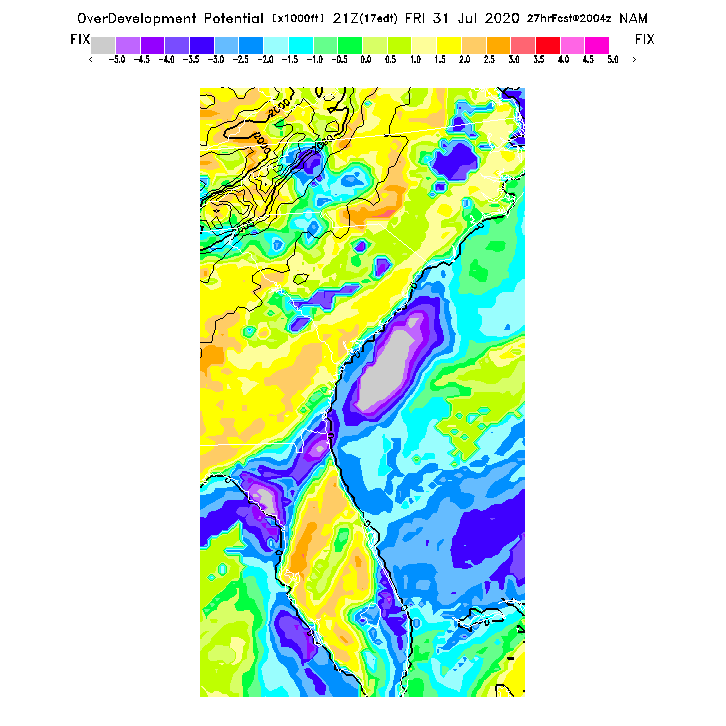 OverDevelopment Potential [x1000ft] 21Z(17edt) FRI 31 Jul 2020 27hrFcst@2004z NAM
FIX FIX
< -5.0 -4.5 -4.0 -3.5 -3.0 -2.5 -2.0 -1.5 -1.0 -0.5 0.0 0.5 1.0 1.5 2.0 2.5 3.0 3.5 4.0 4.5 5.0 >
2000
2000